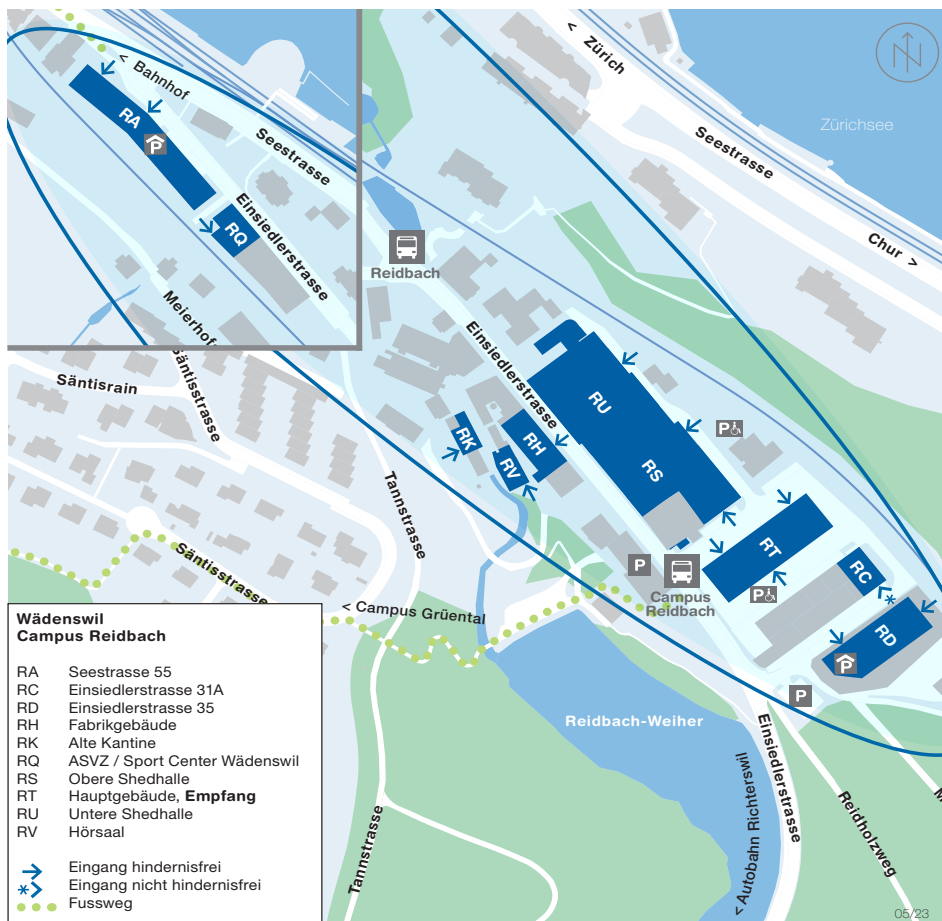 < Zürich
Zürichsee
Seestrasse
Chur >
< Bahnhof
RA
P
Seestrasse
Einsiedlerstrasse
RQ
Meierhof
Reidbach
Einsiedlerstrasse
Säntisrain
Säntisstrasse
RU
RK
RH
RV
RS
P
Tannstrasse
RT
P
Campus
Reidbach
P
RC
RD
P
P
Säntisstrasse
< Campus Grüental
Reidbach-Weiher
Einsiedlerstrasse
< Autobahn Richterswil
Reidholzweg
Tannstrasse
Wädenswil
Campus Reidbach
RA Seestrasse 55
RC Einsiedlerstrasse 31A
RD Einsiedlerstrasse 35
RH Fabrikgebäude
RK Alte Kantine
RQ ASVZ / Sport Center Wädenswil
RS Obere Shedhalle
RT Hauptgebäude, Empfang
RU Untere Shedhalle
RV Hörsaal
Eingang hindernisfrei
* Eingang nicht hindernisfrei
Fussweg
05/23